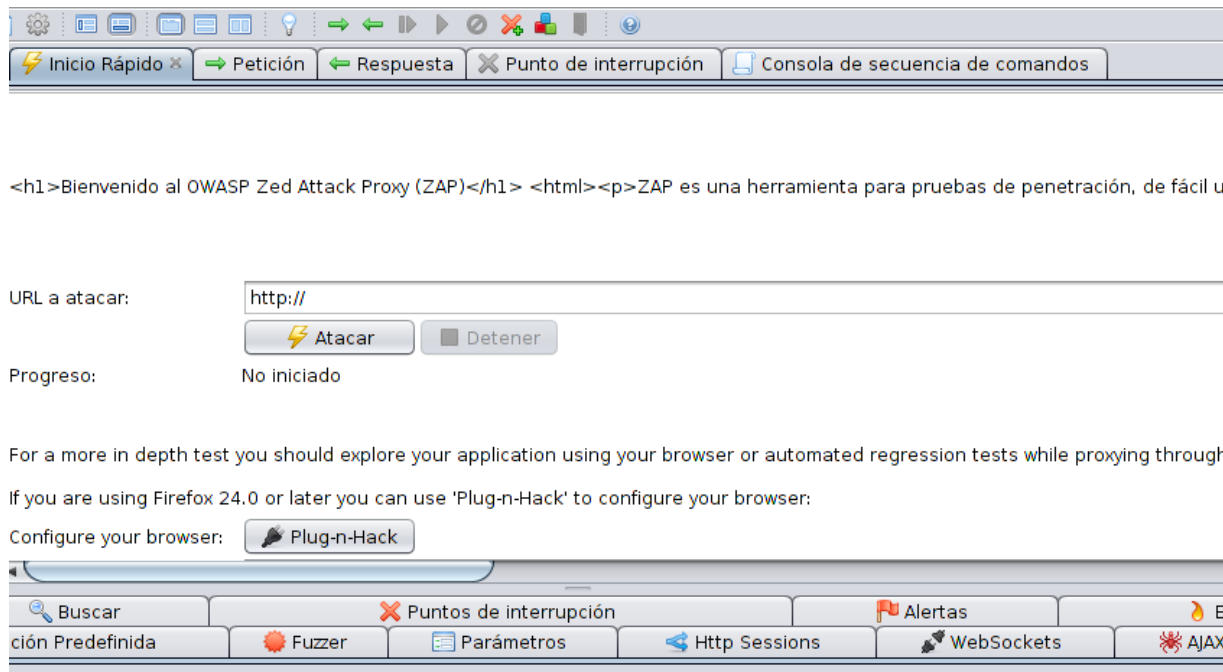 Inicio Rápido Petición Respuesta Punto de interrupción Consola de secuencia de comandos
<h1>Bienvenido al OWASP Zed Attack Proxy (ZAP)</h1> <html><p>ZAP es una herramienta para pruebas de penetración, de fácil u
URL a atacar: http://
Atacar Detener
Progreso: No iniciado
For a more in depth test you should explore your application using your browser or automated regression tests while proxying through
If you are using Firefox 24.0 or later you can use 'Plug-n-Hack' to configure your browser:
Configure your browser: Plug-n-Hack
Buscar Puntos de interrupción Alertas E
ción Predefinida Fuzzer Parámetros Http Sessions WebSockets AJAX